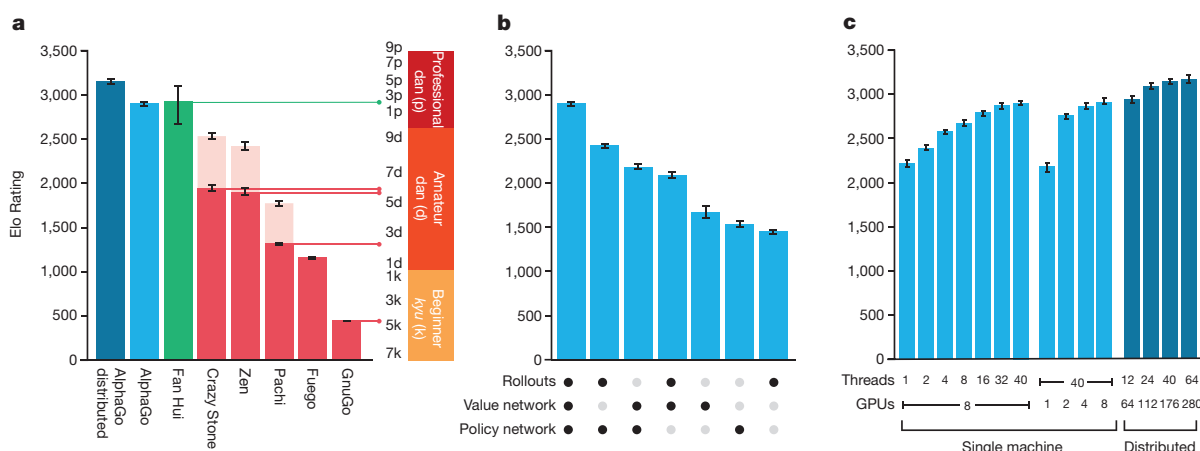 a
Elo Rating
3,500
3,000
2,500
2,000
1,500
1,000
500
0
AlphaGo
distributed
AlphaGo
Fan Hui
Crazy Stone
Zen
Pachi
Fuego
GnuGo
9p
7p
5p
3p
1p
9d
7d
5d
3d
1d
1k
3k
5k
7k
Professional
dan (p)
Amateur
dan (d)
Beginner
kyu (k)
b
3,500
3,000
2,500
2,000
1,500
1,000
500
0
Rollouts
Value network
Policy network
c
3,500
3,000
2,500
2,000
1,500
1,000
500
0
Threads 1 2 4 8 16 32 40 40 12 24 40 64
GPUs 8 1 2 4 8 64 112 176 280
Single machine Distributed